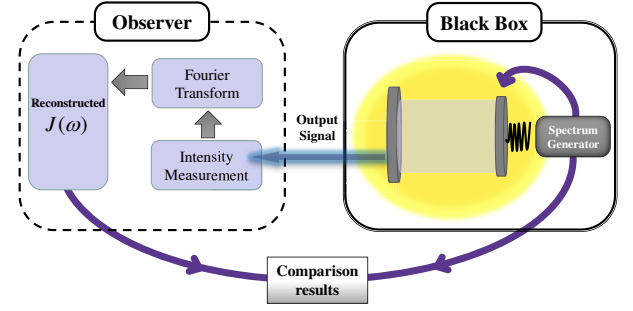 Observer
Black Box
Reconstructed
J(ω)
Fourier
Transform
Intensity
Measurement
Output
Signal
Spectrum
Generator
Comparison
results